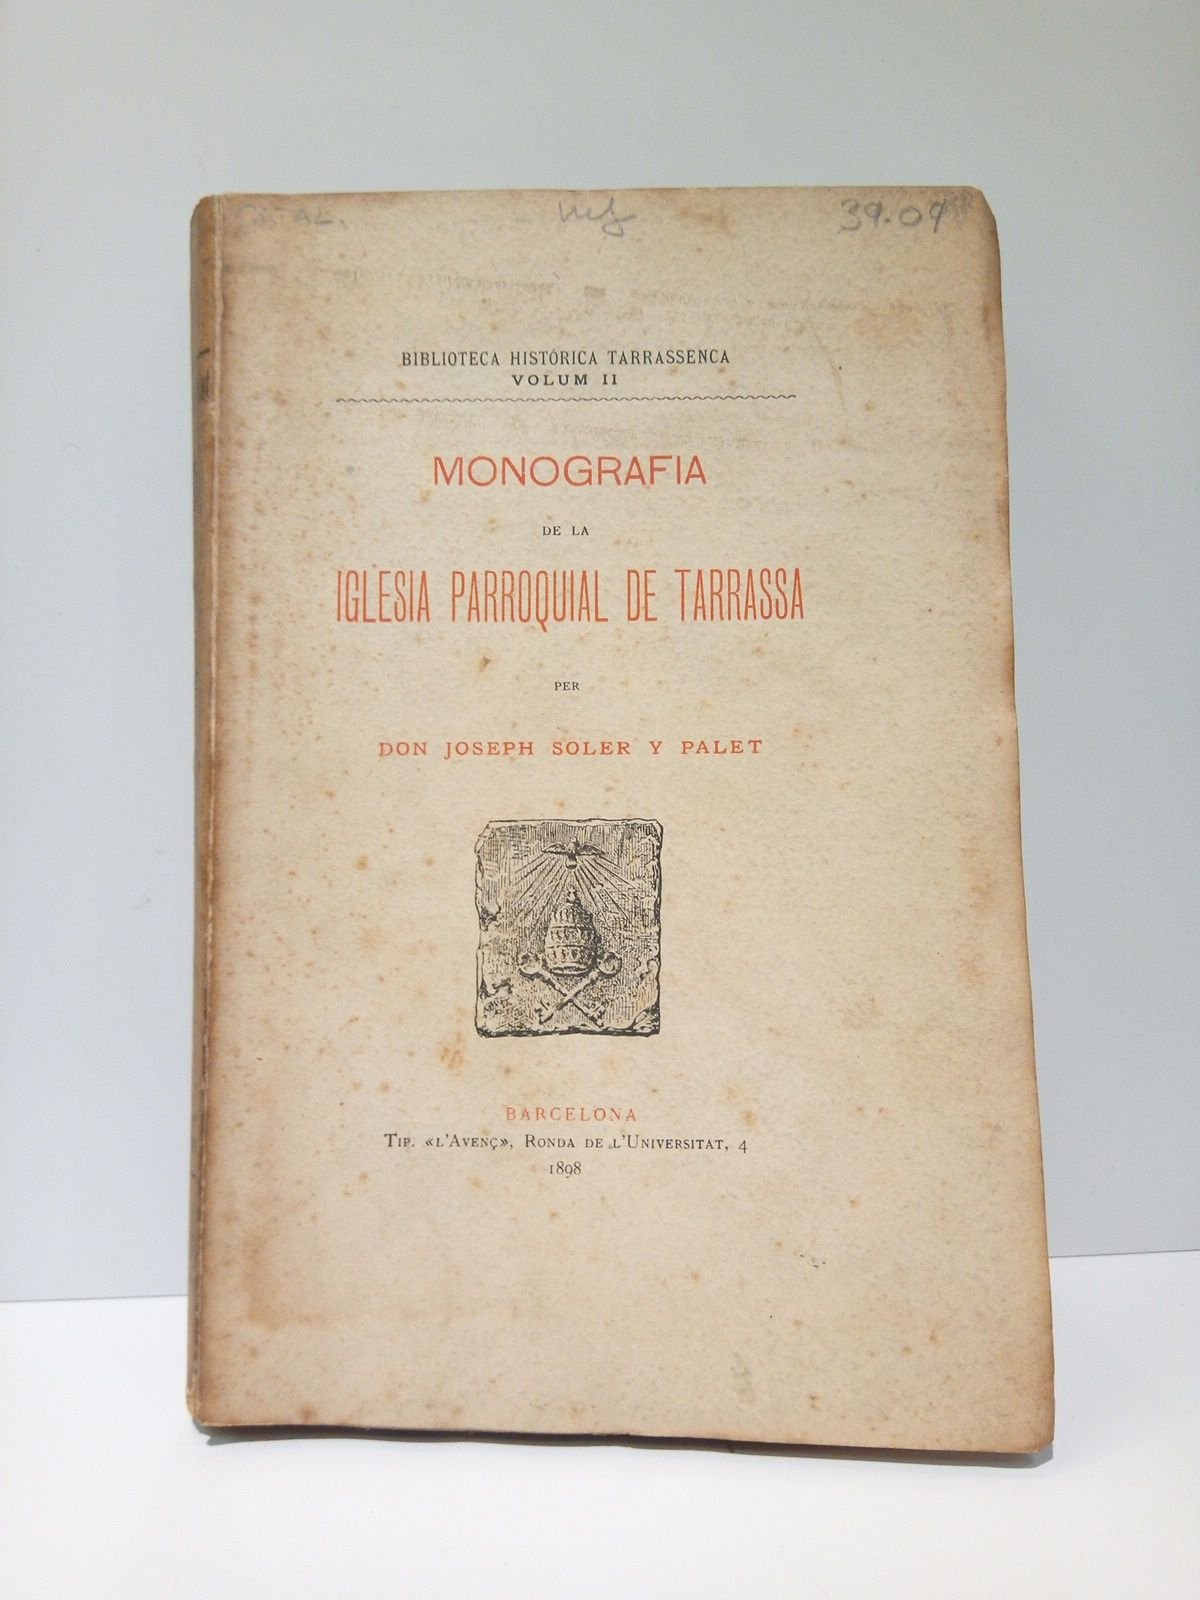 CATAL.
39.09
BIBLIOTECA HISTÓRICA TARRASSENCA
VOLUM II
MONOGRAFIA
DE LA
IGLESIA PARROQUIAL DE TARRASSA
PER
DON JOSEPH SOLER Y PALET
BARCELONA
TIP. «L'AVENÇ», RONDA DE L'UNIVERSITAT, 4
1898